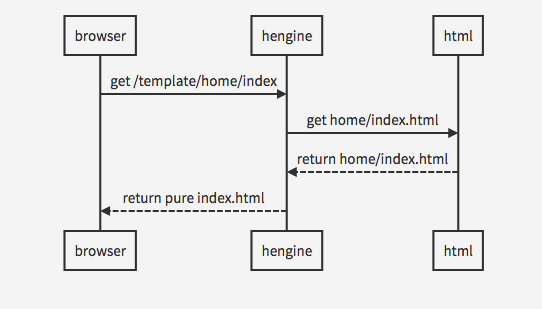 browser hengine html
get /template/home/index
get home/index.html
return home/index.html
return pure index.html
browser hengine html